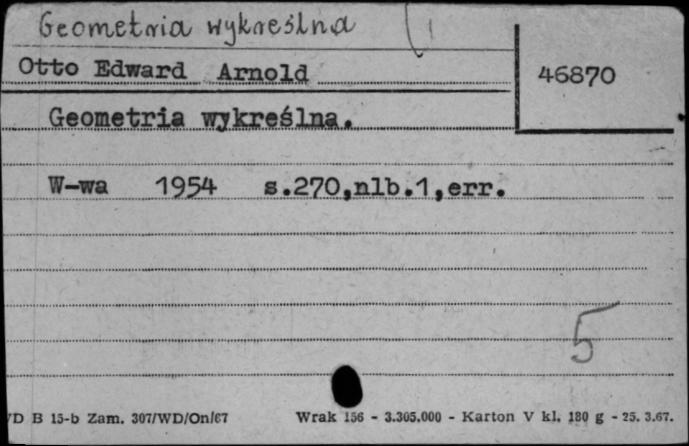 Geometria wykreślna
Otto Edward Arnold
46870
Geometria wykreślna.
W-wa 1954 s.270,nlb.1,err.
5
D B 15-b Zam. 307/WD/On/67 Wrak 156 - 3.305.000 - Karton V kl. 180 g - 25. 3.67.